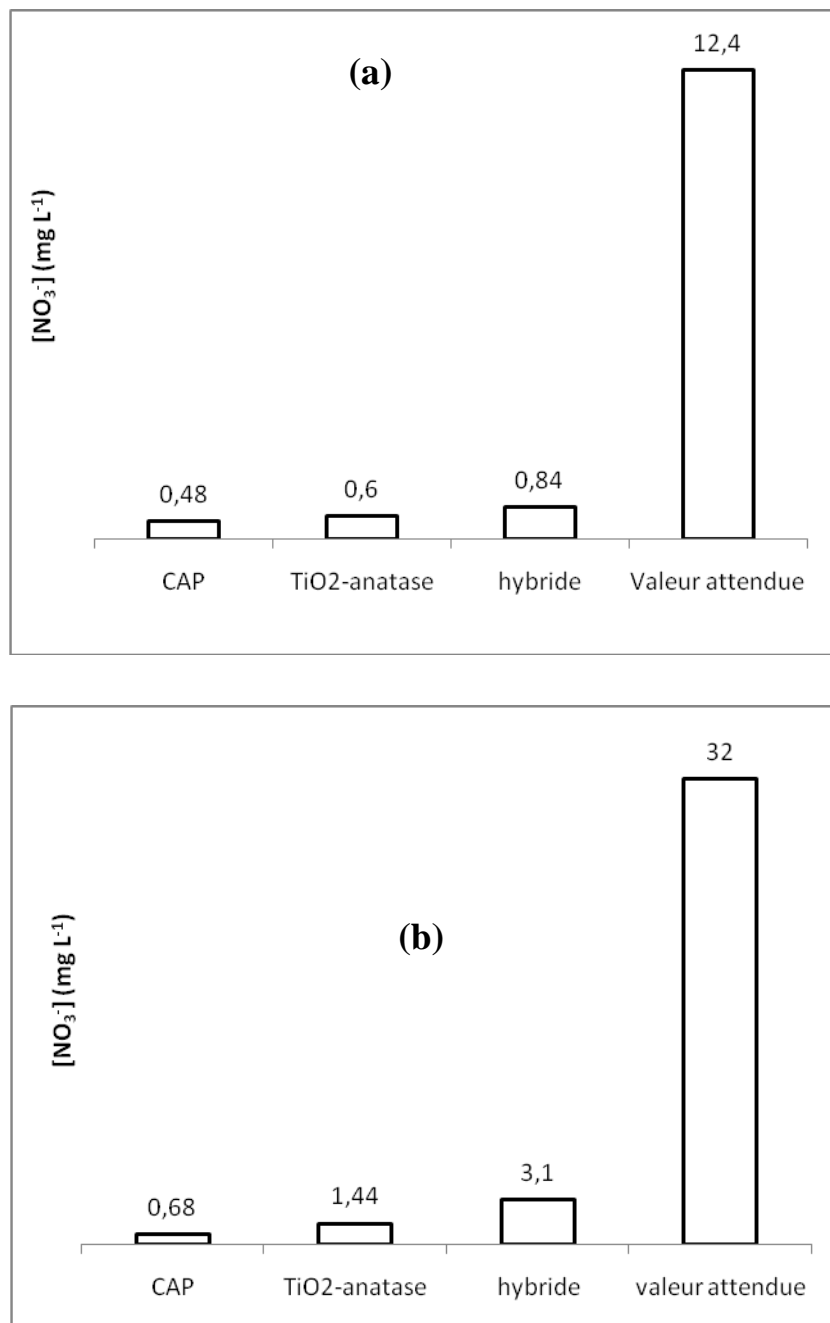 (a)
12,4
[NO₃⁻] (mg L⁻¹)
0,48
0,6
0,84
CAP
TiO2-anatase
hybride
Valeur attendue
(b)
32
[NO₃⁻] (mg L⁻¹)
0,68
1,44
3,1
CAP
TiO2-anatase
hybride
valeur attendue